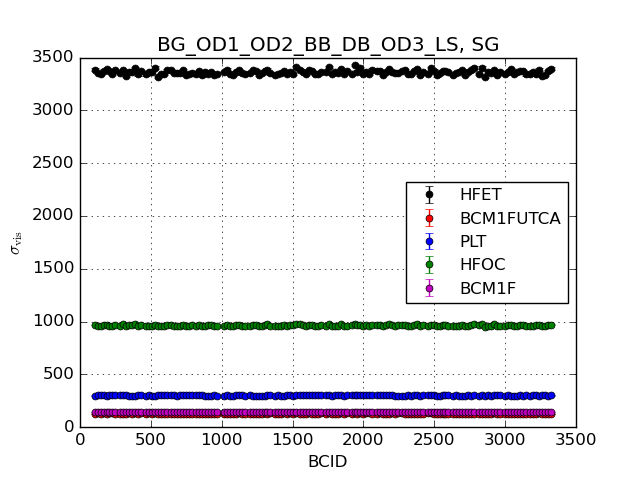 BG_OD1_OD2_BB_DB_OD3_LS, SG
3500
3000
2500
2000
1500
1000
500
0
σvis
HFET
BCM1FUTCA
PLT
HFOC
BCM1F
0 500 1000 1500 2000 2500 3000 3500
BCID